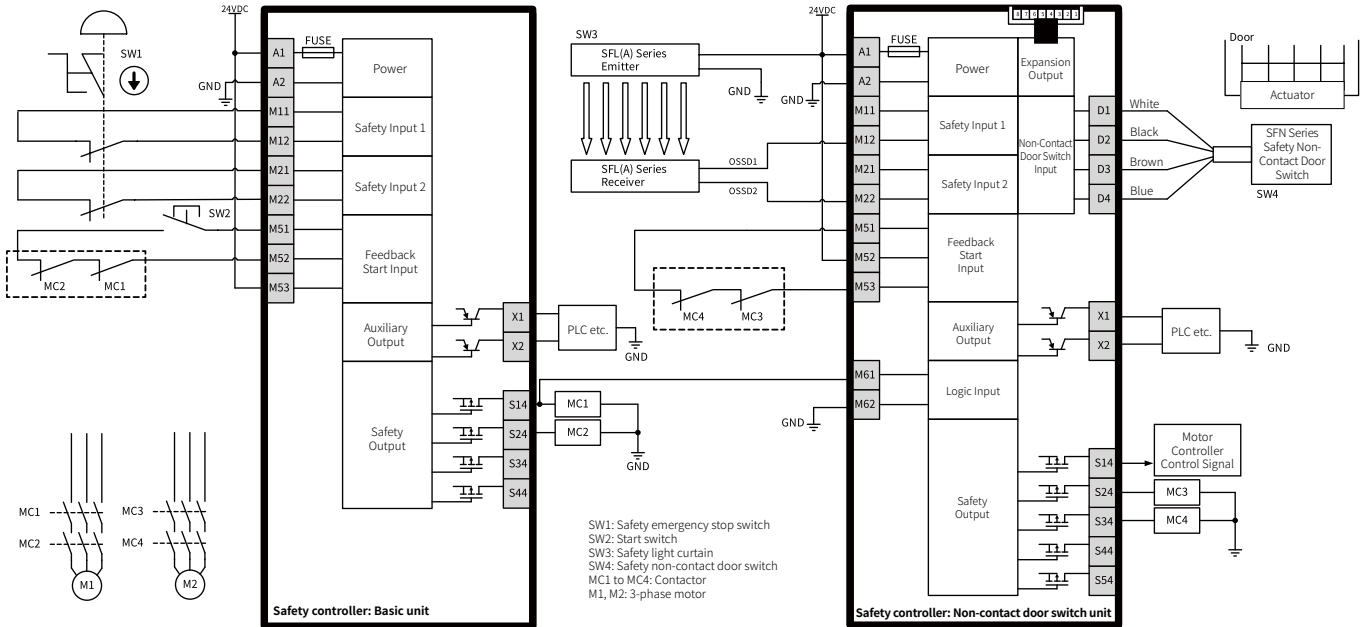 24VDC
SW1
GND
A1
FUSE
A2
M11
M12
M21
M22
M51
M52
M53
Power
Safety Input 1
Safety Input 2
Feedback
Start Input
Auxiliary
Output
Safety
Output
SW2
MC2
MC1
X1
X2
PLC etc.
GND
S14
S24
S34
S44
MC1
MC2
GND
MC1
MC2
M1
MC3
MC4
M2
Safety controller: Basic unit
SW3
SFL(A) Series
Emitter
GND
SFL(A) Series
Receiver
OSSD1
OSSD2
MC4
MC3
GND
SW1: Safety emergency stop switch
SW2: Start switch
SW3: Safety light curtain
SW4: Safety non-contact door switch
MC1 to MC4: Contactor
M1, M2: 3-phase motor
24VDC
GND
8 7 6 5 4 3 2 1
A1
FUSE
A2
M11
M12
M21
M22
M51
M52
M53
M61
M62
Power
Expansion
Output
Safety Input 1
Safety Input 2
Non-Contact
Door Switch
Input
Feedback
Start
Input
Auxiliary
Output
Logic Input
Safety
Output
D1
D2
D3
D4
White
Black
Brown
Blue
Door
Actuator
SFN Series
Safety Non-
Contact Door
Switch
SW4
X1
X2
PLC etc.
GND
S14
S24
S34
S44
S54
Motor
Controller
Control Signal
MC3
MC4
Safety controller: Non-contact door switch unit